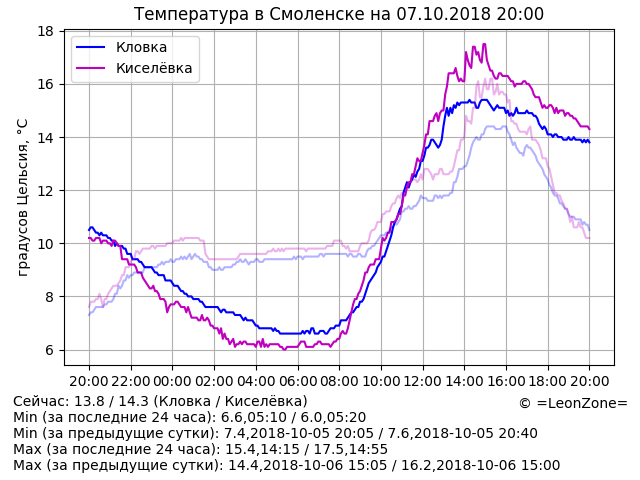 Температура в Смоленске на 07.10.2018 20:00
Кловка
Киселёвка
градусов Цельсия, °C
18
16
14
12
10
8
6
20:00 22:00 00:00 02:00 04:00 06:00 08:00 10:00 12:00 14:00 16:00 18:00 20:00
Сейчас: 13.8 / 14.3 (Кловка / Киселёвка)
© =LeonZone=
Min (за последние 24 часа): 6.6,05:10 / 6.0,05:20
Min (за предыдущие сутки): 7.4,2018-10-05 20:05 / 7.6,2018-10-05 20:40
Max (за последние 24 часа): 15.4,14:15 / 17.5,14:55
Max (за предыдущие сутки): 14.4,2018-10-06 15:05 / 16.2,2018-10-06 15:00